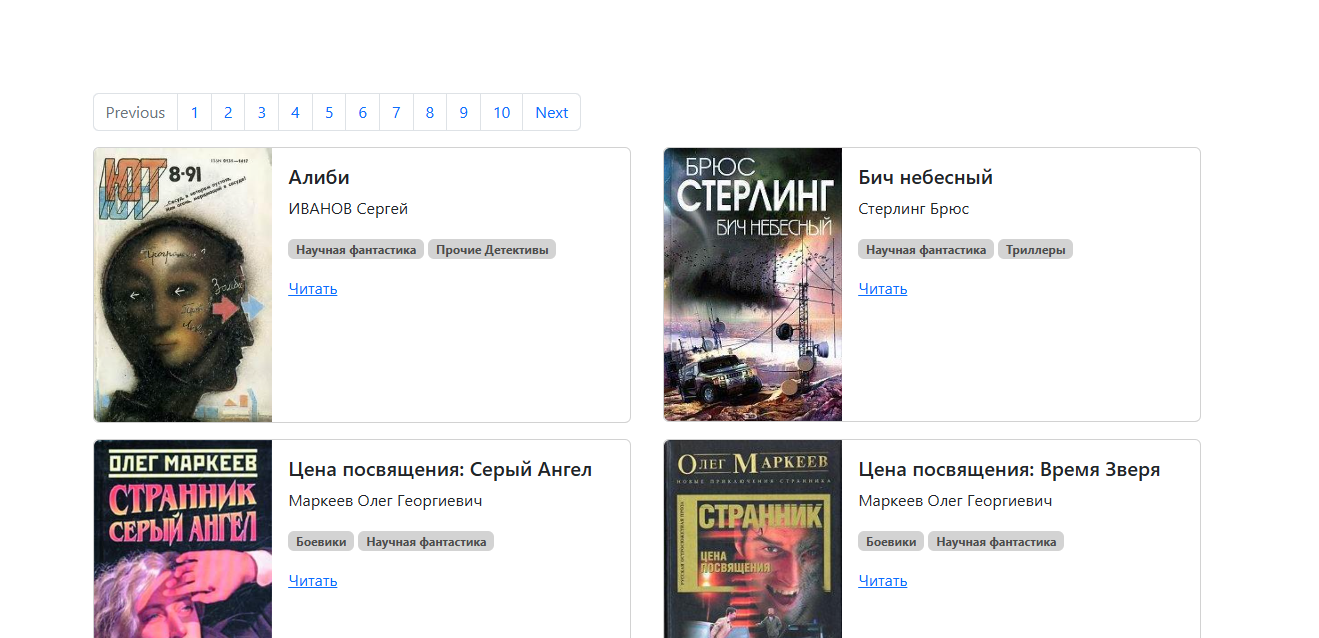 Previous 1 2 3 4 5 6 7 8 9 10 Next
ЮТ
8·91
ISSN 0131—1417
Алиби
ИВАНОВ Сергей
Научная фантастика Прочие Детективы
Читать
БРЮС
СТЕРЛИНГ
БИЧ НЕБЕСНЫЙ
Бич небесный
Стерлинг Брюс
Научная фантастика Триллеры
Читать
ОЛЕГ МАРКЕЕВ
СТРАННИК
СЕРЫЙ АНГЕЛ
Цена посвящения: Серый Ангел
Маркеев Олег Георгиевич
Боевики Научная фантастика
Читать
ОЛЕГ МАРКЕЕВ
НОВЫЕ ПРИКЛЮЧЕНИЯ СТРАННИКА
СТРАННИК
ЦЕНА
ПОСВЯЩЕНИЯ
Цена посвящения: Время Зверя
Маркеев Олег Георгиевич
Боевики Научная фантастика
Читать